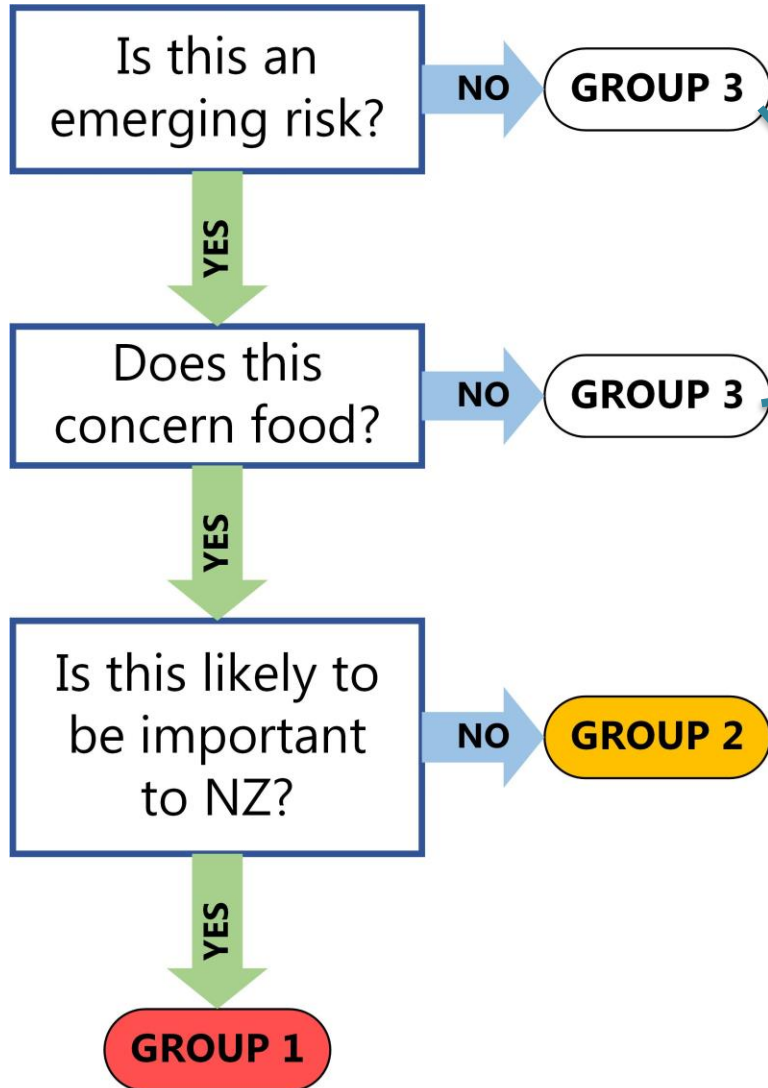 Is this an
emerging risk?
NO
GROUP 3
YES
Does this
concern food?
NO
GROUP 3
YES
Is this likely to
be important
to NZ?
NO
GROUP 2
YES
GROUP 1